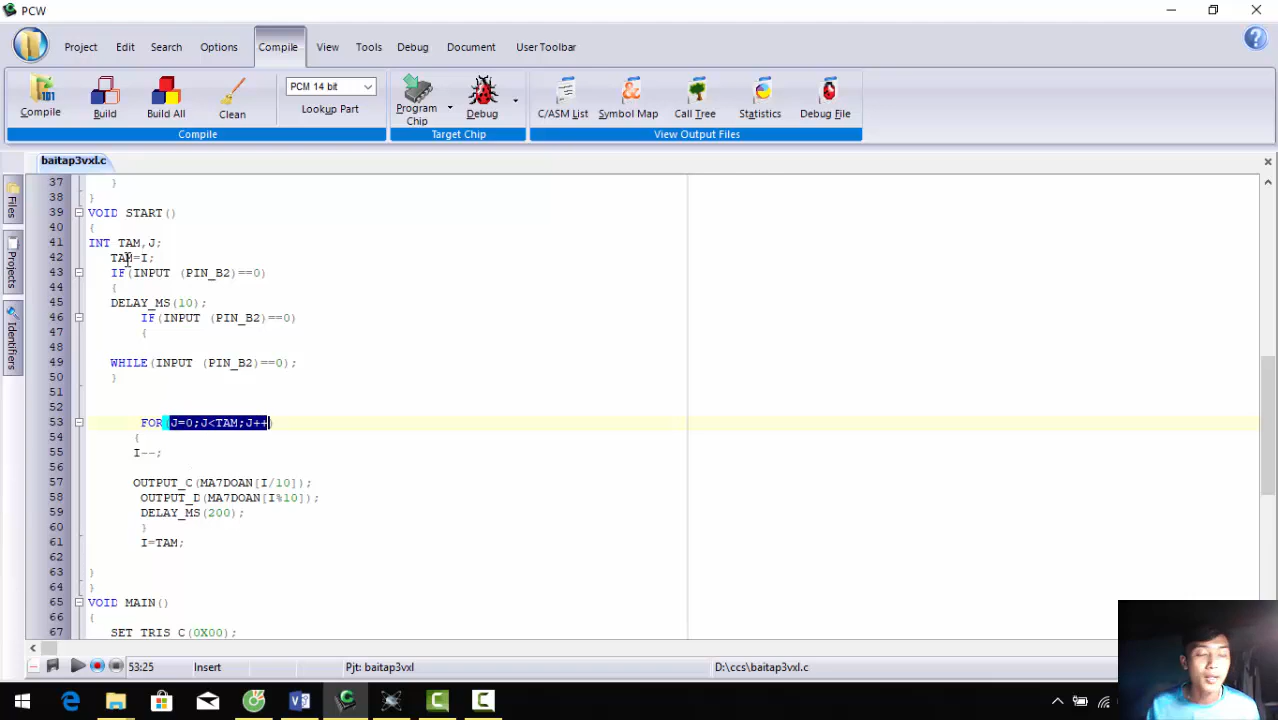 PCW
Project Edit Search Options Compile View Tools Debug Document User Toolbar
Compile Build Build All Clean
PCM 14 bit
Lookup Part
Program Chip Debug
C/ASM List Symbol Map Call Tree Statistics Debug File
Compile Target Chip View Output Files
baitap3vxl.c
Files
Projects
Identifiers
37 }
38 }
39 VOID START()
40 {
41 INT TAM,J;
42 TAM=I;
43 IF(INPUT (PIN_B2)==0)
44 {
45 DELAY_MS(10);
46 IF(INPUT (PIN_B2)==0)
47 {
48
49 WHILE(INPUT (PIN_B2)==0);
50 }
51
52
53 FOR(J=0;J<TAM;J++)
54 {
55 I--;
56
57 OUTPUT_C(MA7DOAN[I/10]);
58 OUTPUT_D(MA7DOAN[I%10]);
59 DELAY_MS(200);
60 }
61 I=TAM;
62
63 }
64 }
65 VOID MAIN()
66 {
67 SET_TRIS_C(0X00);
53:25 Insert Pjt: baitap3vxl D:\ccs\baitap3vxl.c